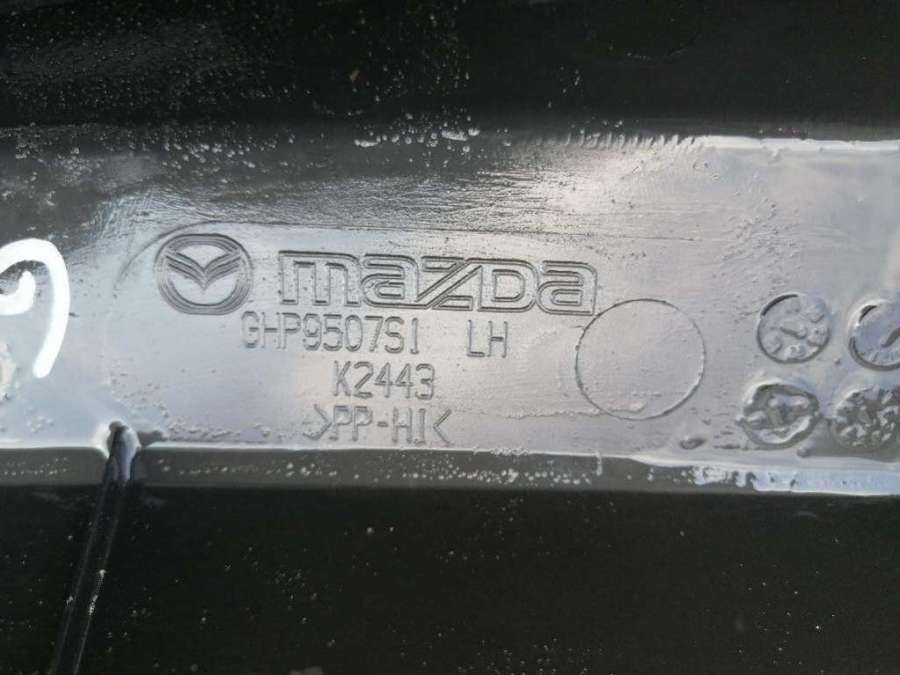 mazda
GHP9507S1 LH
K2443
>PP-HI<